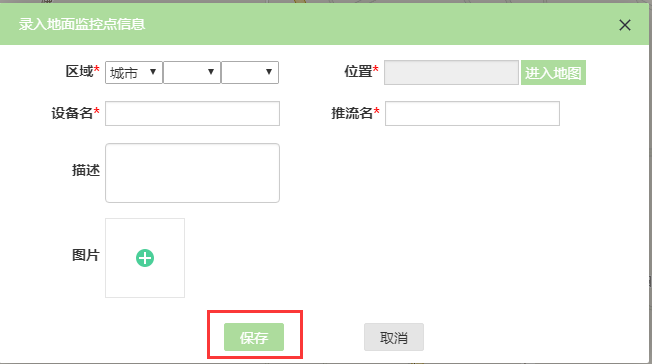 录入地面监控点信息
区域* 城市 位置* 进入地图
设备名* 推流名*
描述
图片
保存 取消